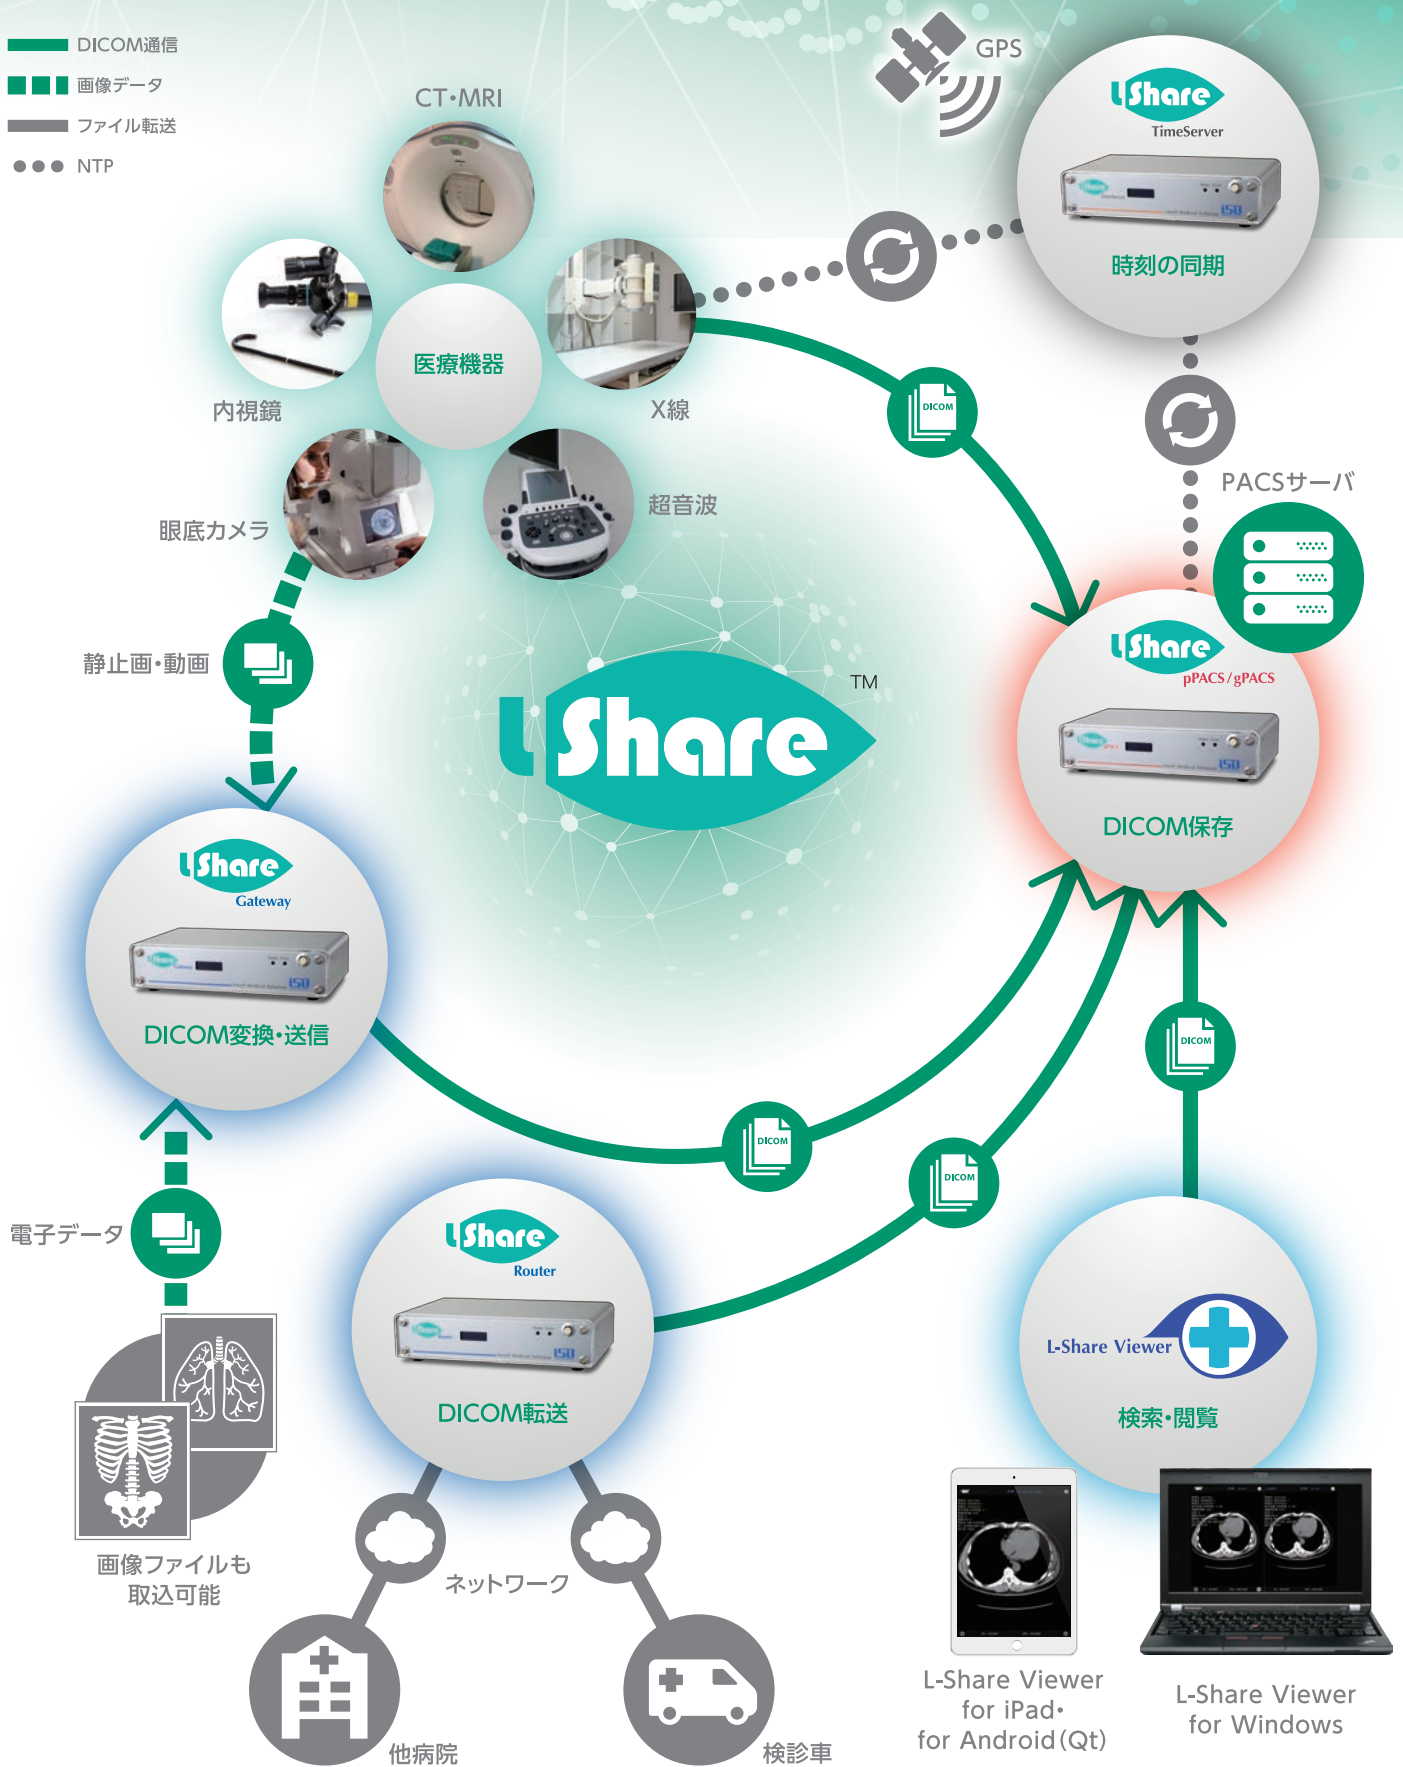 DICOM通信
画像データ
ファイル転送
NTP
GPS
L Share
TimeServer
時刻の同期
CT・MRI
内視鏡
医療機器
X線
眼底カメラ
超音波
DICOM
PACSサーバ
静止画・動画
L Share
TM
L Share
pPACS/gPACS
DICOM保存
L Share
Gateway
DICOM変換・送信
DICOM
DICOM
DICOM
電子データ
L Share
Router
DICOM転送
L-Share Viewer
検索・閲覧
画像ファイルも
取込可能
ネットワーク
他病院
検診車
L-Share Viewer
for iPad・
for Android(Qt)
L-Share Viewer
for Windows